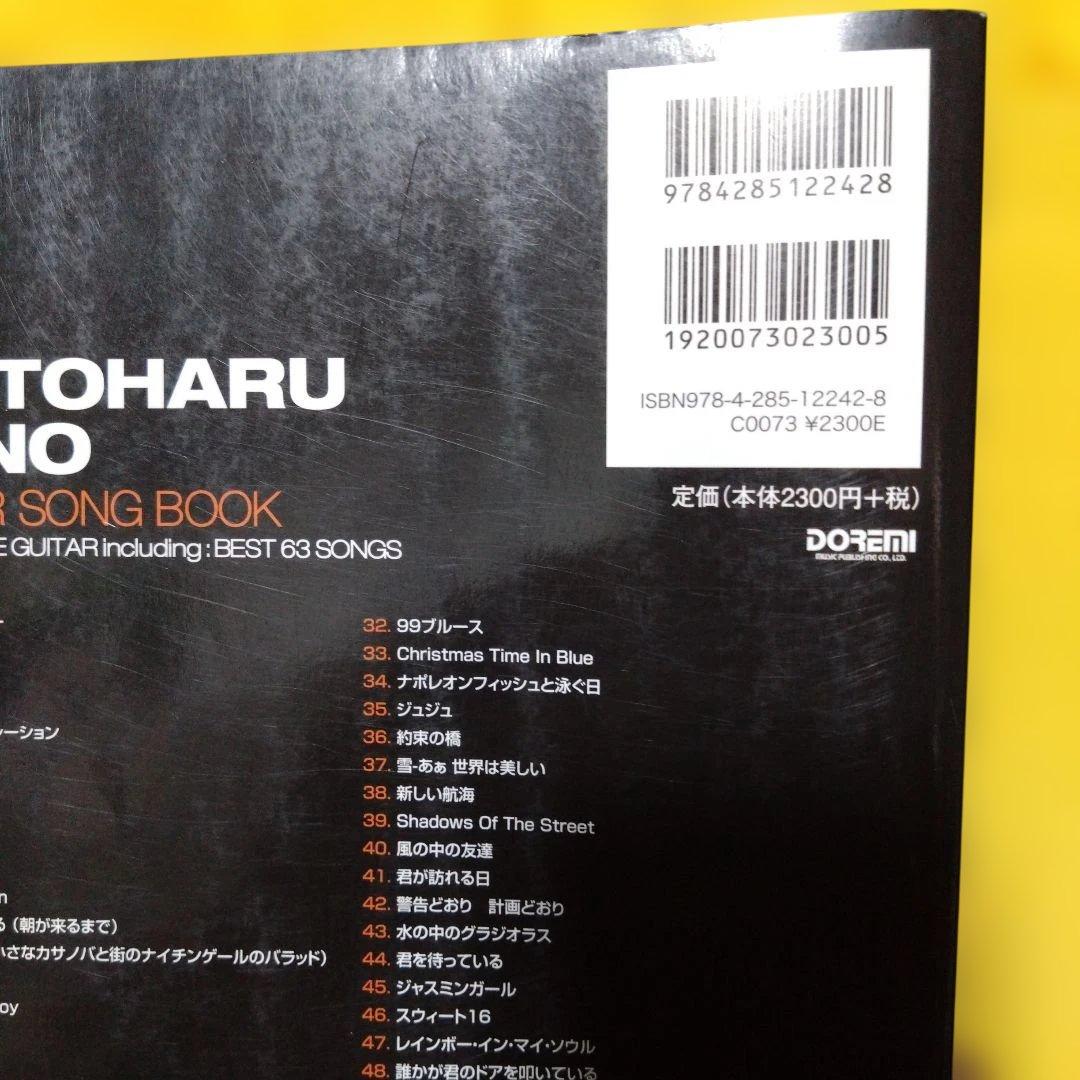 9784285122428
1920073023005
ISBN978-4-285-12242-8
C0073 ¥2300E
定価(本体2300円+税)
DOREMI
MUSIC PUBLISHING CO., LTD.
TOHARU
NO
R SONG BOOK
E GUITAR including : BEST 63 SONGS
レーション
n
る (朝が来るまで)
小さなカサノバと街のナイチンゲールのバラッド)
oy
32. 99ブルース
33. Christmas Time In Blue
34. ナポレオンフィッシュと泳ぐ日
35. ジュジュ
36. 約束の橋
37. 雪-あぁ 世界は美しい
38. 新しい航海
39. Shadows Of The Street
40. 風の中の友達
41. 君が訪れる日
42. 警告どおり 計画どおり
43. 水の中のグラジオラス
44. 君を待っている
45. ジャスミンガール
46. スウィート16
47. レインボー・イン・マイ・ソウル
48. 誰かが君のドアを叩いている